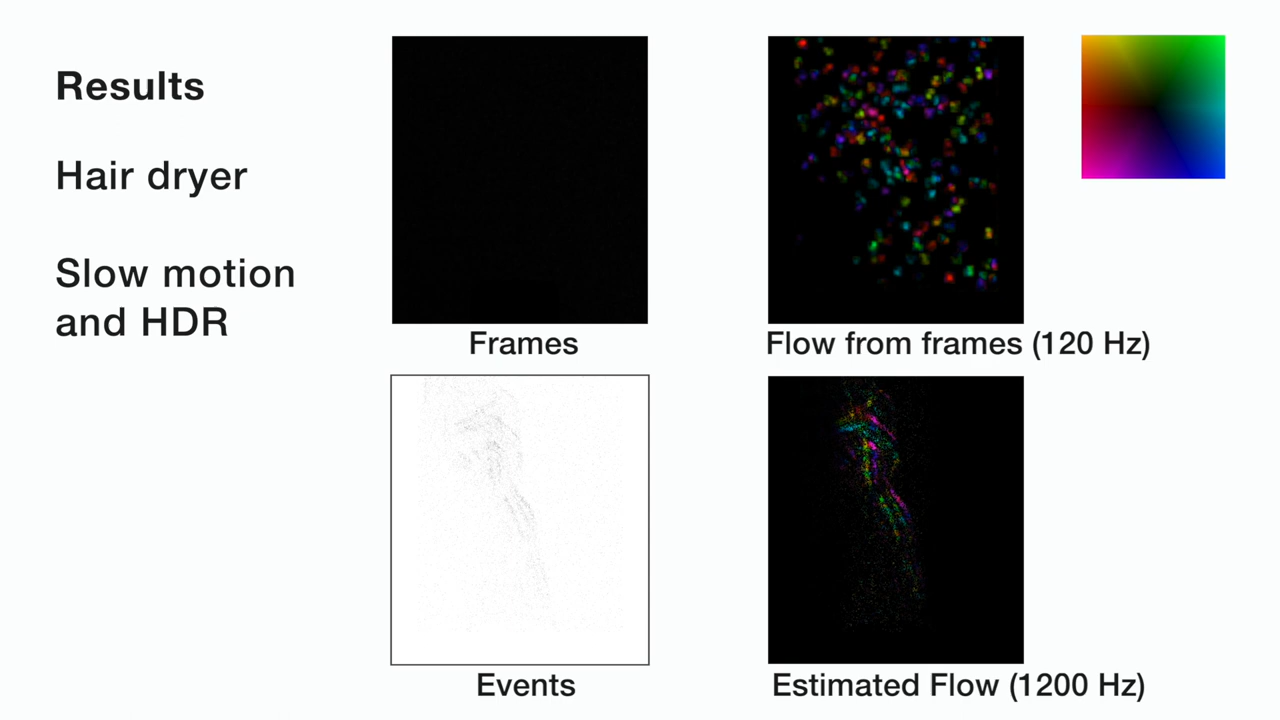 Results
Hair dryer
Slow motion
and HDR
Frames
Flow from frames (120 Hz)
Events
Estimated Flow (1200 Hz)